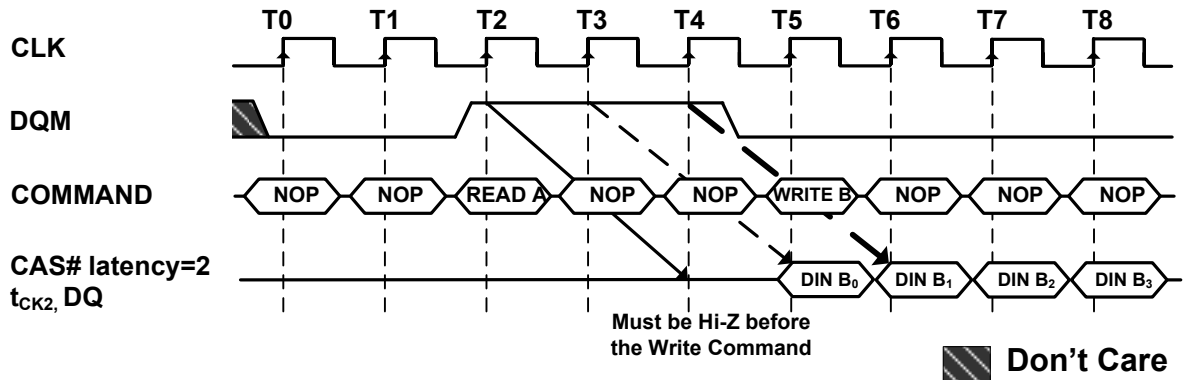 T0 T1 T2 T3 T4 T5 T6 T7 T8
CLK
DQM
COMMAND NOP NOP READ A NOP NOP WRITE B NOP NOP NOP
CAS# latency=2
tCK2, DQ DIN B0 DIN B1 DIN B2 DIN B3
Must be Hi-Z before
the Write Command
Don't Care